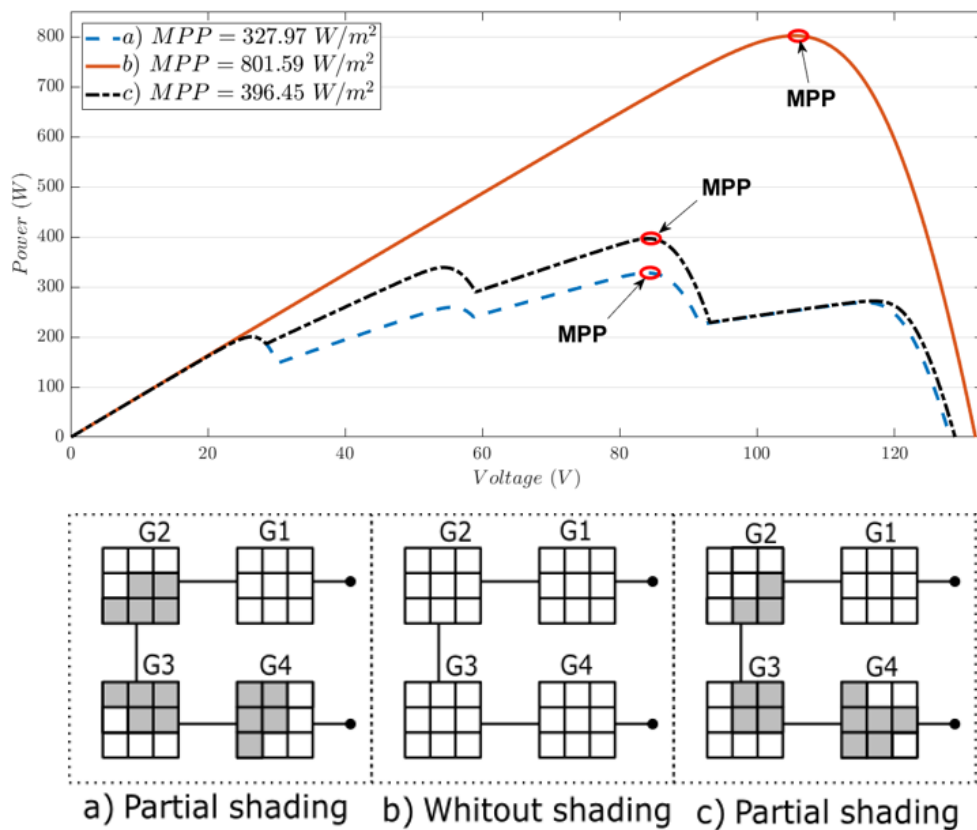 a) MPP = 327.97 W/m²
b) MPP = 801.59 W/m²
c) MPP = 396.45 W/m²
800
700
600
500
400
300
200
100
0
Power (W)
MPP
MPP
MPP
0 20 40 60 80 100 120
Voltage (V)
G2 G1
G3 G4
G2 G1
G3 G4
G2 G1
G3 G4
a) Partial shading
b) Whitout shading
c) Partial shading